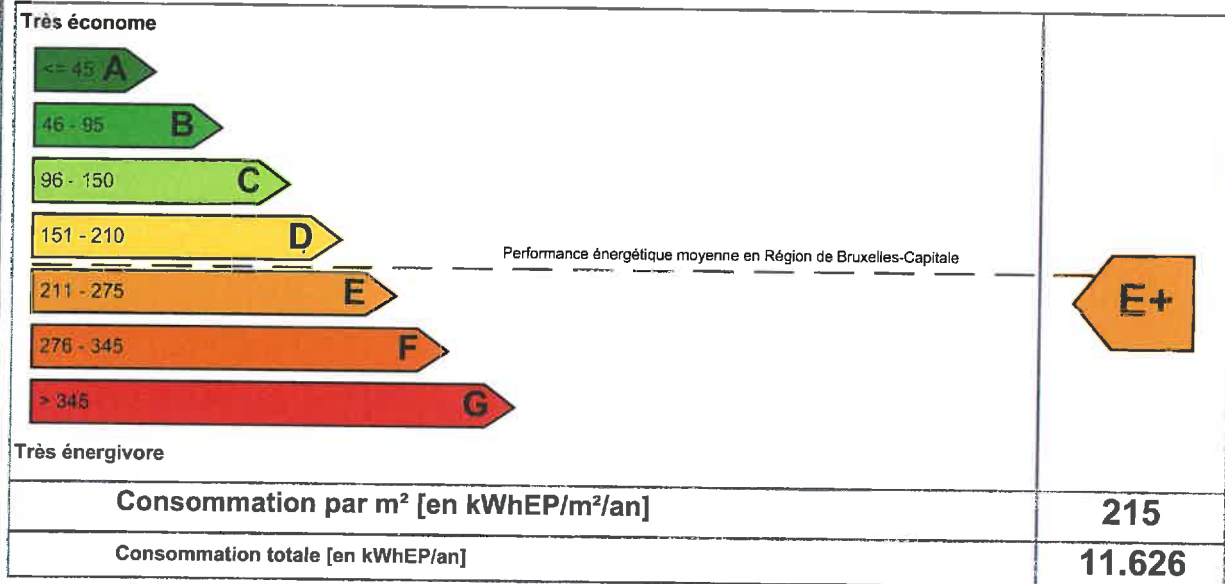 Très économe
<= 45 A
46 - 95 B
96 - 150 C
151 - 210 D
Performance énergétique moyenne en Région de Bruxelles-Capitale
211 - 275 E
E+
276 - 345 F
> 345 G
Très énergivore
Consommation par m² [en kWhEP/m²/an] 215
Consommation totale [en kWhEP/an] 11.626